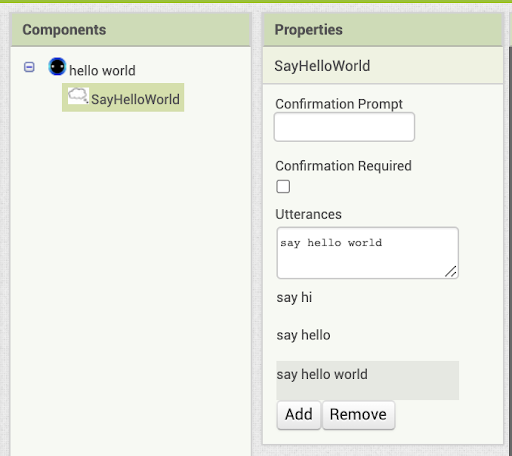 Components
hello world
SayHelloWorld
Properties
SayHelloWorld
Confirmation Prompt
Confirmation Required
Utterances
say hello world
say hi
say hello
say hello world
Add Remove